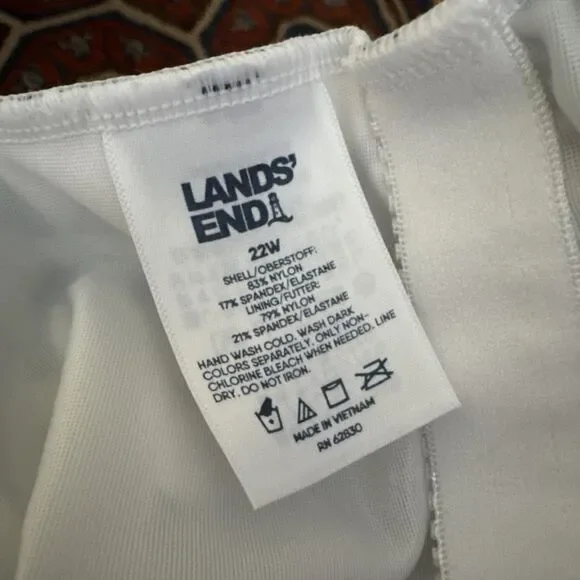 LANDS'
END
22W
SHELL/OBERSTOFF:
83% NYLON
17% SPANDEX/ELASTANE
LINING/FUTTER:
79% NYLON
21% SPANDEX/ELASTANE
HAND WASH COLD. WASH DARK
COLORS SEPARATELY. ONLY NON-
CHLORINE BLEACH WHEN NEEDED. LINE
DRY. DO NOT IRON.
MADE IN VIETNAM
RN 62830